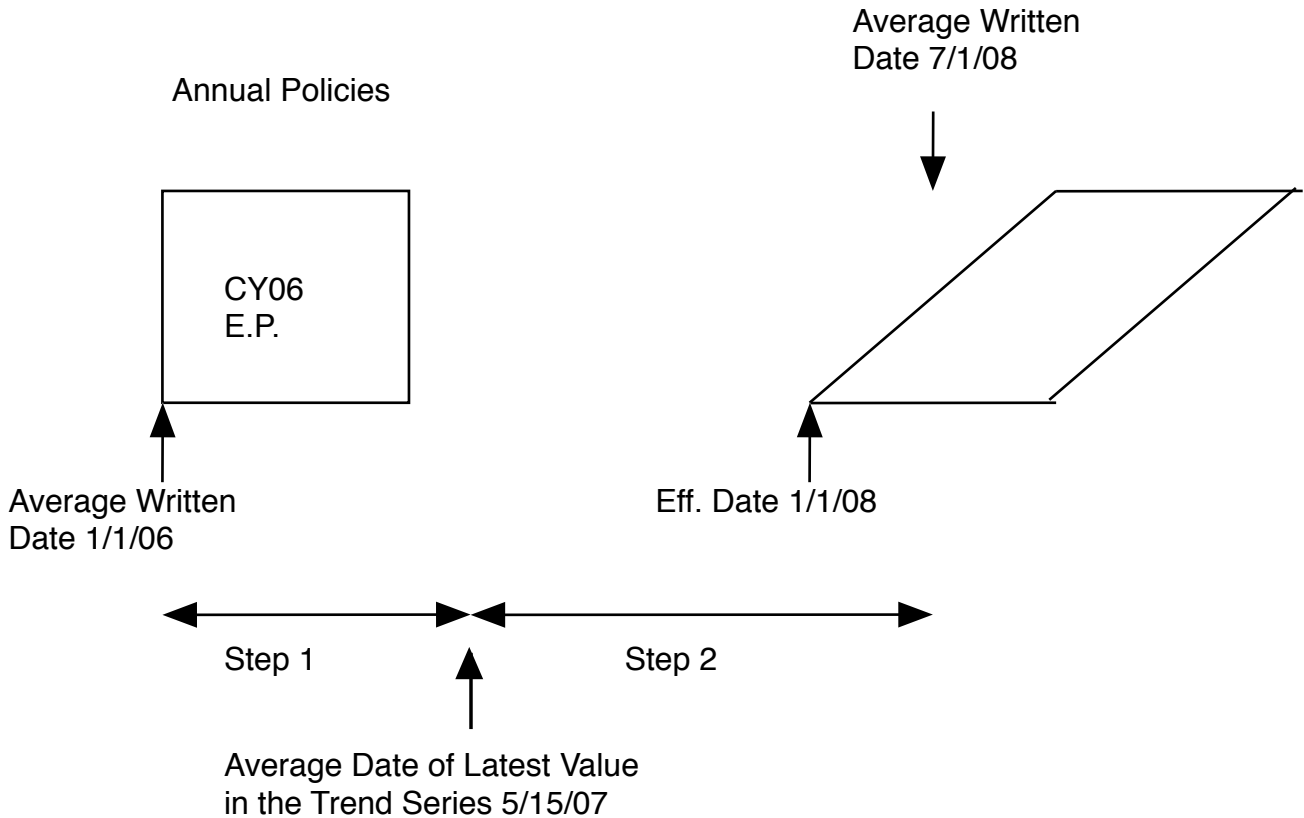 Average Written
Date 7/1/08
Annual Policies
CY06
E.P.
Average Written
Date 1/1/06
Eff. Date 1/1/08
Step 1
Step 2
Average Date of Latest Value
in the Trend Series 5/15/07